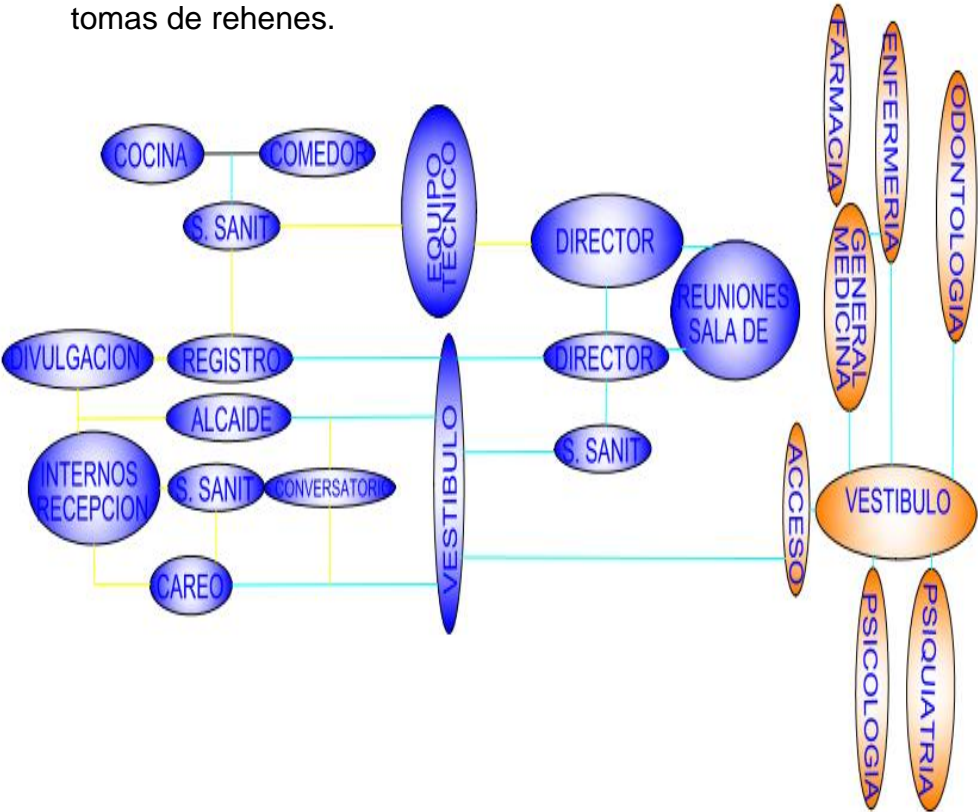 tomas de rehenes.
COCINA
COMEDOR
S. SANIT
EQUIPO
TECNICO
DIRECTOR
REUNIONES
SALA DE
DIVULGACION
REGISTRO
DIRECTOR
ALCAIDE
S. SANIT
INTERNOS
RECEPCION
S. SANIT
CONVERSATORIO
CAREO
VESTIBULO
FARMACIA
ENFERMERIA
ODONTOLOGIA
GENERAL
MEDICINA
ACCESO
VESTIBULO
PSICOLOGIA
PSIQUIATRIA